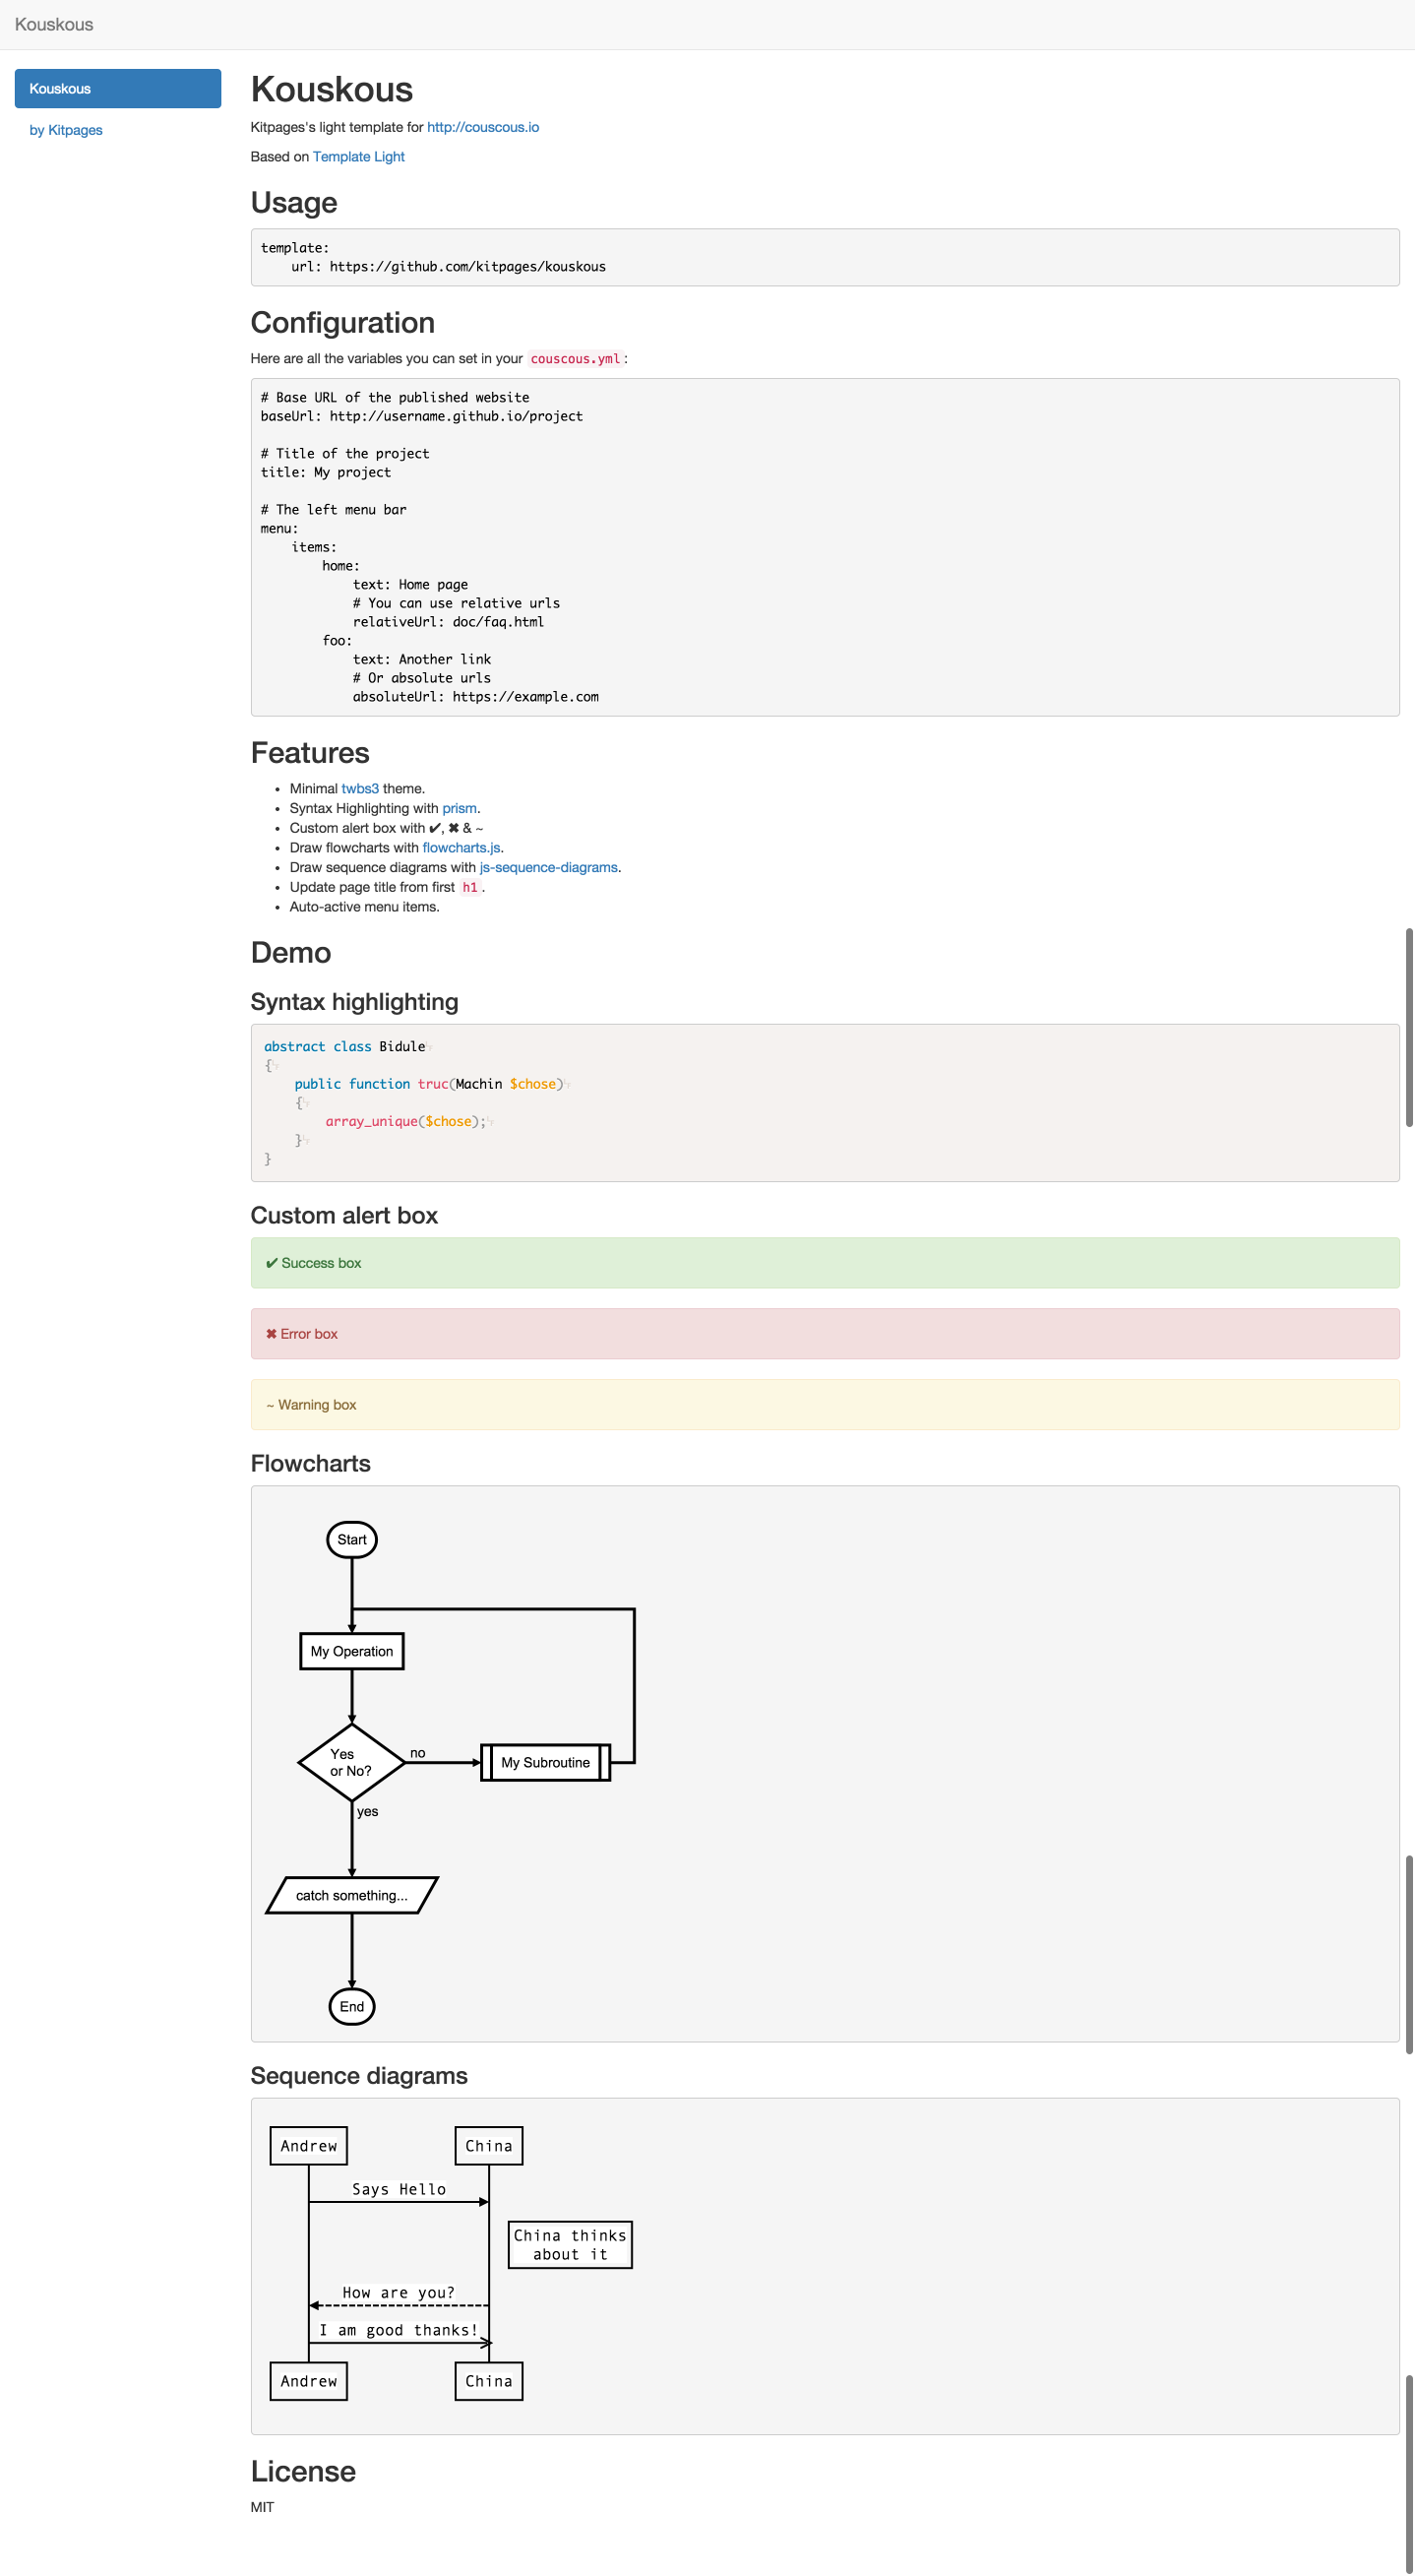 Kouskous
Kouskous
by Kitpages
Kouskous
Kitpages's light template for http://couscous.io
Based on Template Light
Usage
template:
    url: https://github.com/kitpages/kouskous
Configuration
Here are all the variables you can set in your couscous.yml:
# Base URL of the published website
baseUrl: http://username.github.io/project
# Title of the project
title: My project
# The left menu bar
menu:
    items:
        home:
            text: Home page
            # You can use relative urls
            relativeUrl: doc/faq.html
        foo:
            text: Another link
            # Or absolute urls
            absoluteUrl: https://example.com
Features
• Minimal twbs3 theme.
• Syntax Highlighting with prism.
• Custom alert box with ✔, ✖ & ~
• Draw flowcharts with flowcharts.js.
• Draw sequence diagrams with js-sequence-diagrams.
• Update page title from first h1.
• Auto-active menu items.
Demo
Syntax highlighting
abstract class Bidule
{
    public function truc(Machin $chose)
    {
        array_unique($chose);
    }
}
Custom alert box
✔ Success box
✖ Error box
~ Warning box
Flowcharts
Start
My Operation
Yes
or No?
no
My Subroutine
yes
catch something...
End
Sequence diagrams
Andrew
China
Says Hello
China thinks
about it
How are you?
I am good thanks!
Andrew
China
License
MIT